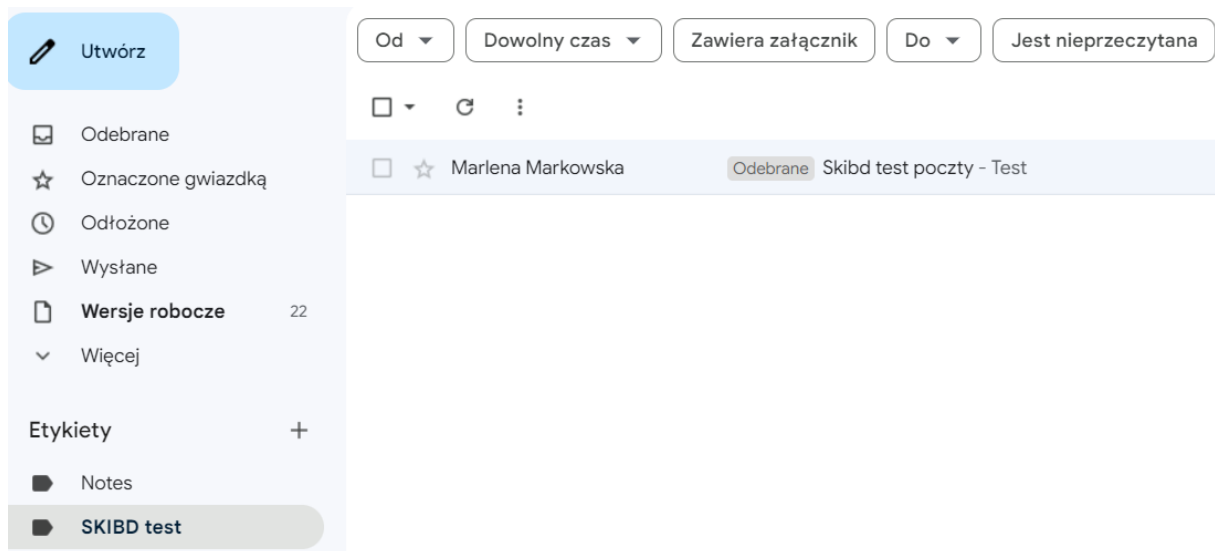 Utwórz
Odebrane
Oznaczone gwiazdką
Odłożone
Wysłane
Wersje robocze 22
Więcej
Etykiety
Notes
SKIBD test
Od Dowolny czas Zawiera załącznik Do Jest nieprzeczytana
Marlena Markowska Odebrane Skibd test poczty - Test